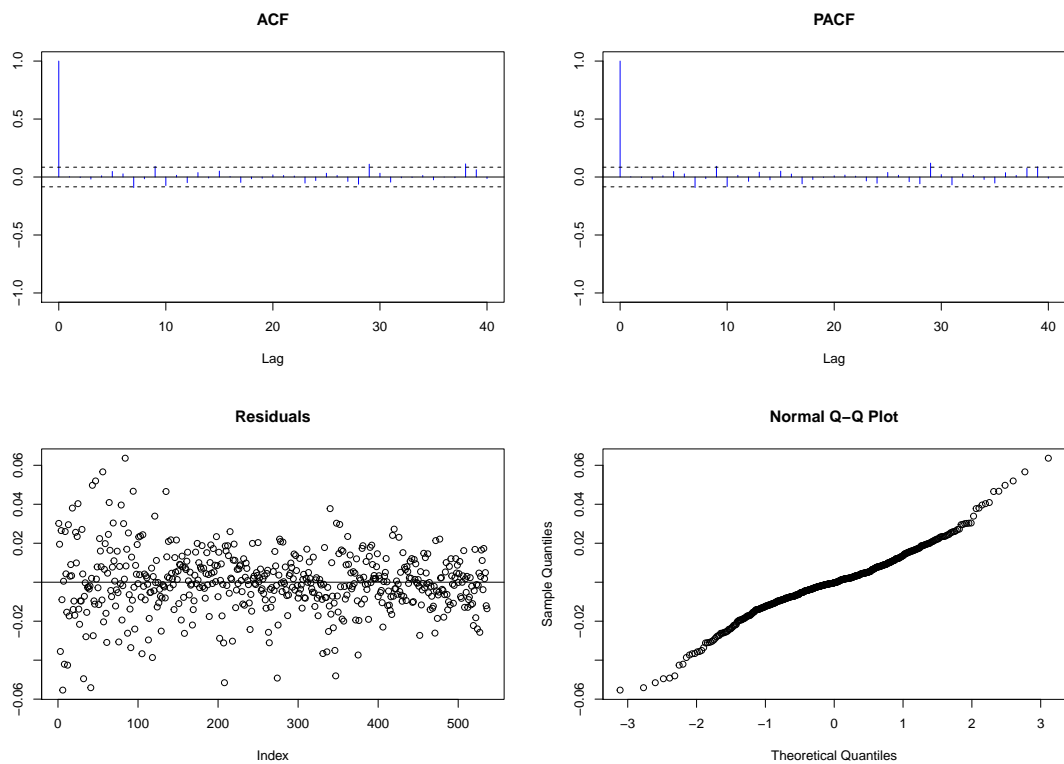 ACF
1.0
0.5
0.0
−0.5
−1.0
0 10 20 30 40
Lag
PACF
1.0
0.5
0.0
−0.5
−1.0
0 10 20 30 40
Lag
Residuals
0.06
0.04
0.02
−0.02
−0.06
0 100 200 300 400 500
Index
Normal Q−Q Plot
Sample Quantiles
0.06
0.04
0.02
−0.02
−0.06
−3 −2 −1 0 1 2 3
Theoretical Quantiles